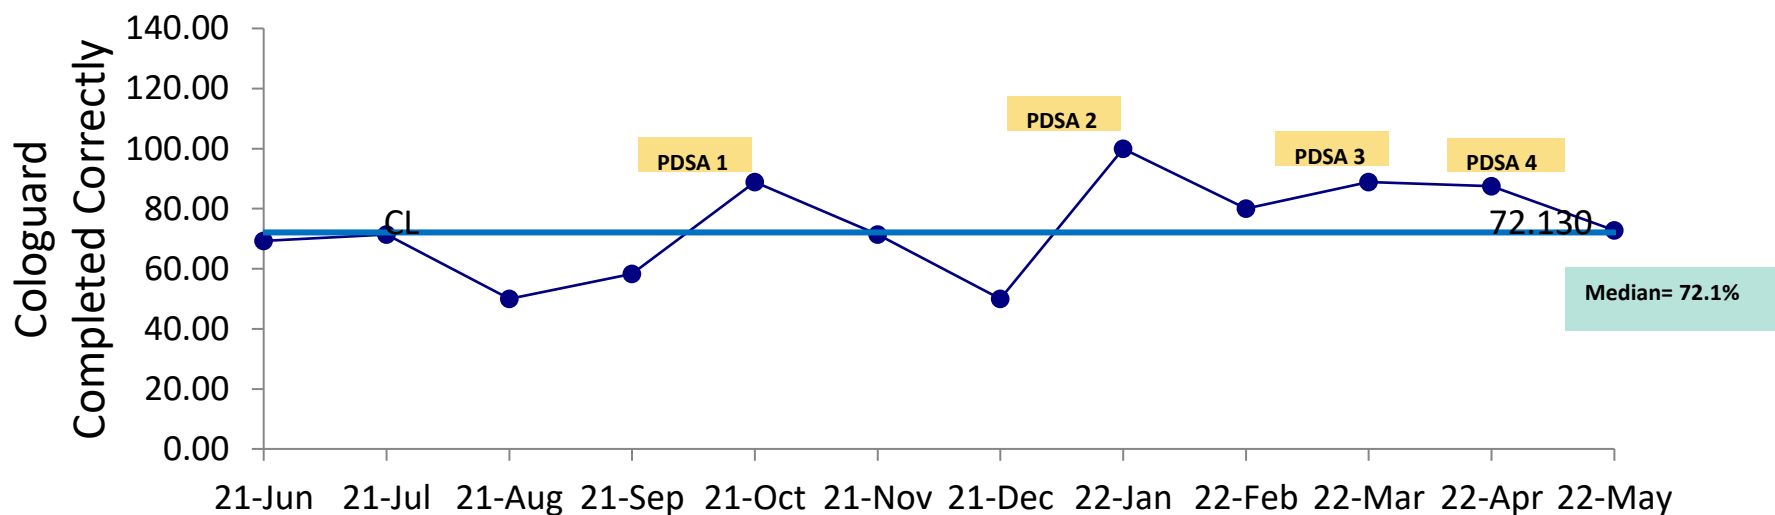 Cologuard
Completed Correctly
140.00
120.00
100.00
80.00
60.00
40.00
20.00
0.00
PDSA 1
PDSA 2
PDSA 3
PDSA 4
CL
72.130
Median= 72.1%
21-Jun 21-Jul 21-Aug 21-Sep 21-Oct 21-Nov 21-Dec 22-Jan 22-Feb 22-Mar 22-Apr 22-May